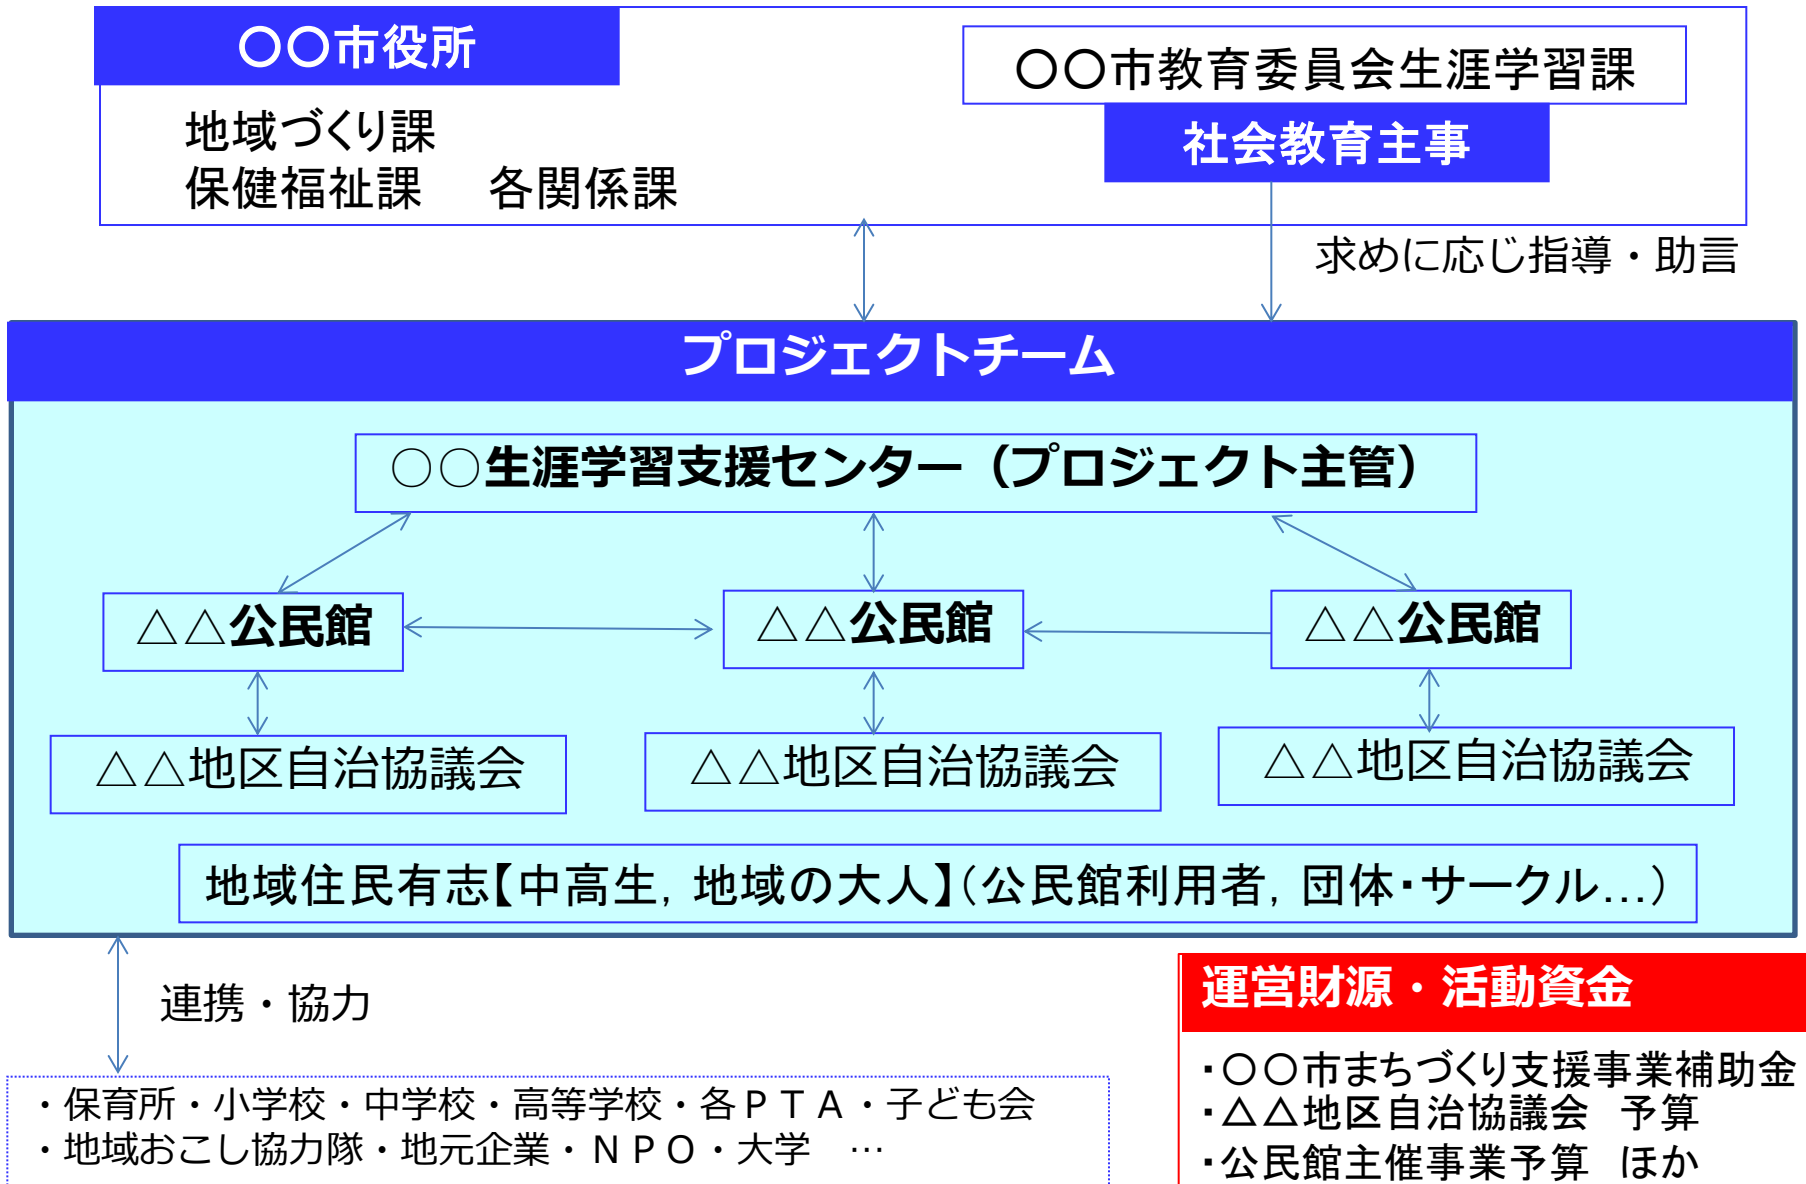 〇〇市役所
〇〇市教育委員会生涯学習課
社会教育主事
地域づくり課
保健福祉課　各関係課
求めに応じ指導・助言
プロジェクトチーム
〇〇生涯学習支援センター（プロジェクト主管）
△△公民館
△△公民館
△△公民館
△△地区自治協議会
△△地区自治協議会
△△地区自治協議会
地域住民有志【中高生，地域の大人】（公民館利用者，団体・サークル…）
連携・協力
・保育所・小学校・中学校・高等学校・各ＰＴＡ・子ども会
・地域おこし協力隊・地元企業・ＮＰＯ・大学　…
運営財源・活動資金
・〇〇市まちづくり支援事業補助金
・△△地区自治協議会　予算
・公民館主催事業予算　ほか